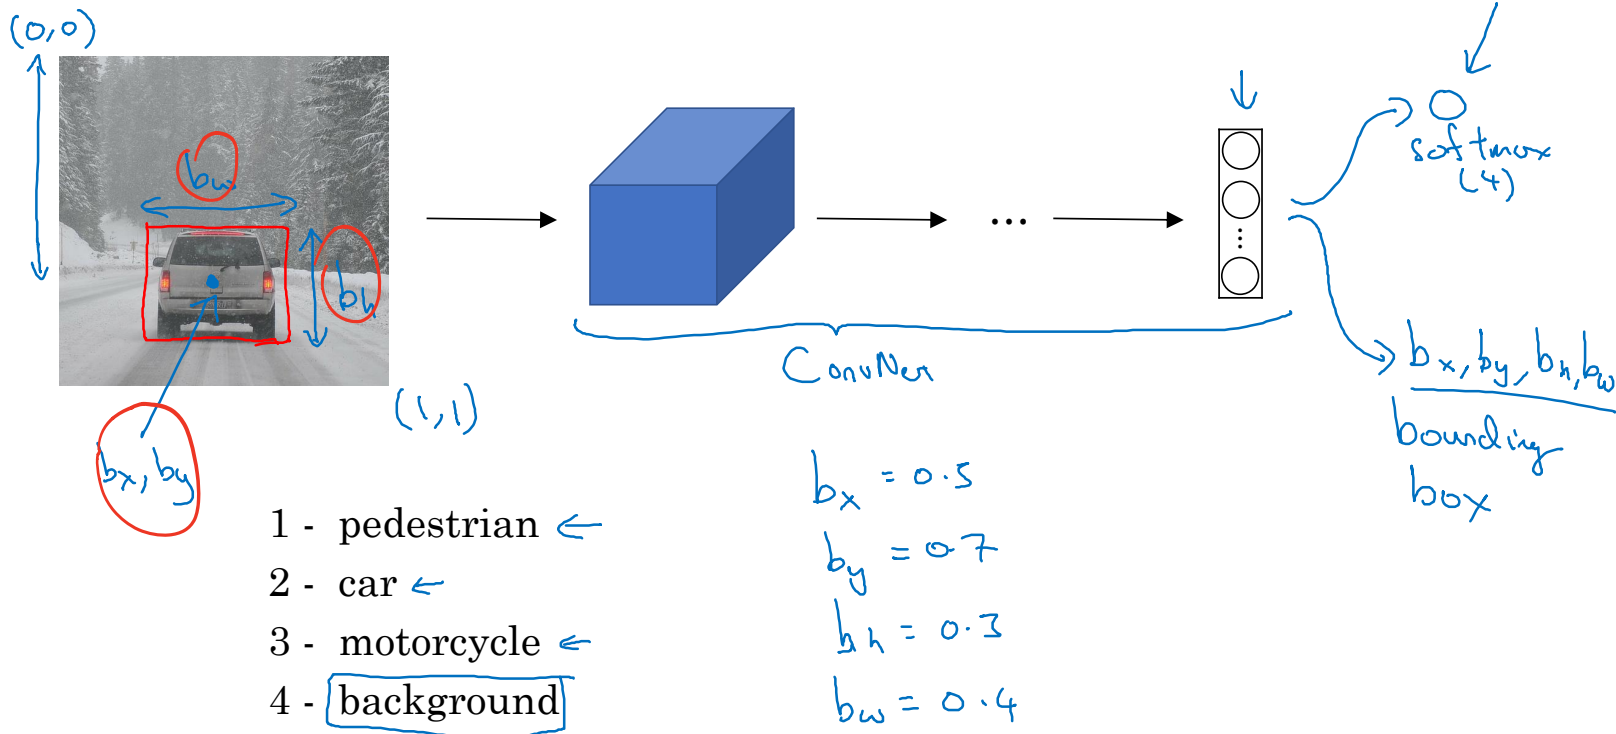 (0,0)
bw
bh
(1,1)
bx, by
...
softmax
(4)
ConvNet
bx, by, bh, bw
bounding
box
1 - pedestrian
2 - car
3 - motorcycle
4 - background
bx = 0.5
by = 0.7
bh = 0.3
bw = 0.4